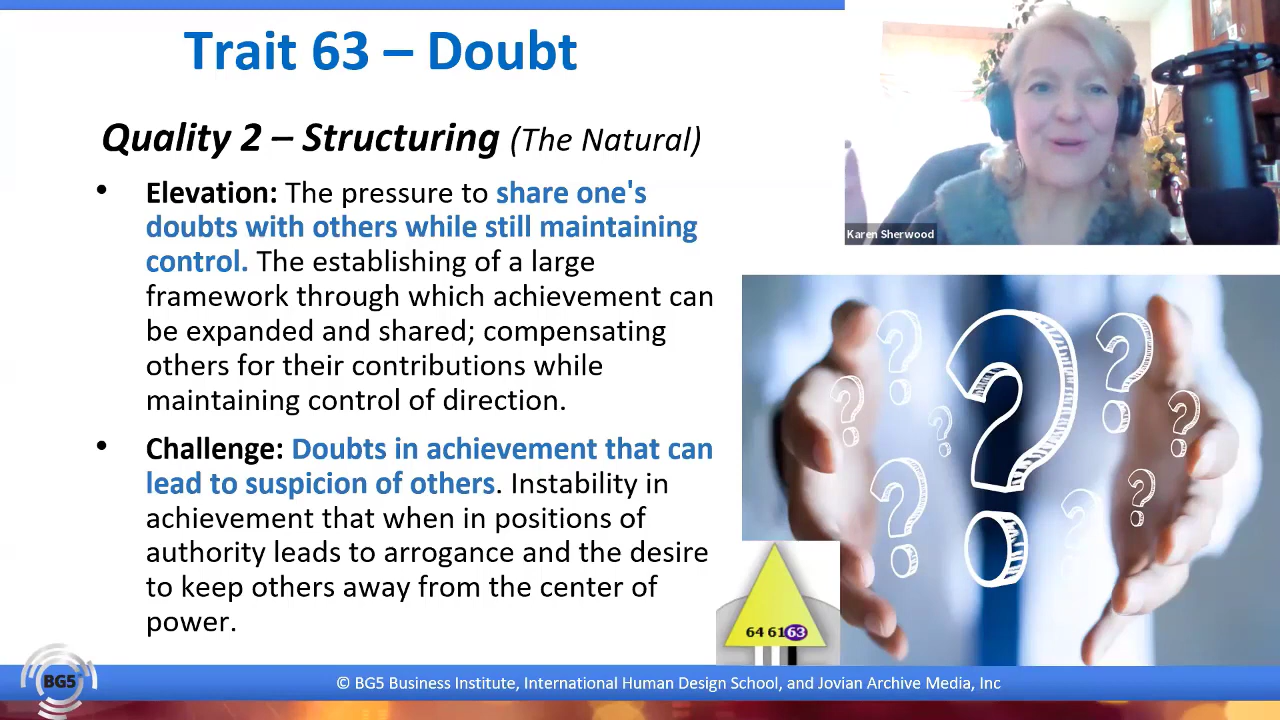 Trait 63 – Doubt
Quality 2 – Structuring (The Natural)
• Elevation: The pressure to share one's
doubts with others while still maintaining
control. The establishing of a large
framework through which achievement can
be expanded and shared; compensating
others for their contributions while
maintaining control of direction.
• Challenge: Doubts in achievement that can
lead to suspicion of others. Instability in
achievement that when in positions of
authority leads to arrogance and the desire
to keep others away from the center of
power.
Karen Sherwood
? ? ? ? ? ? ? ? ?
64 61 63
BG5
© BG5 Business Institute, International Human Design School, and Jovian Archive Media, Inc